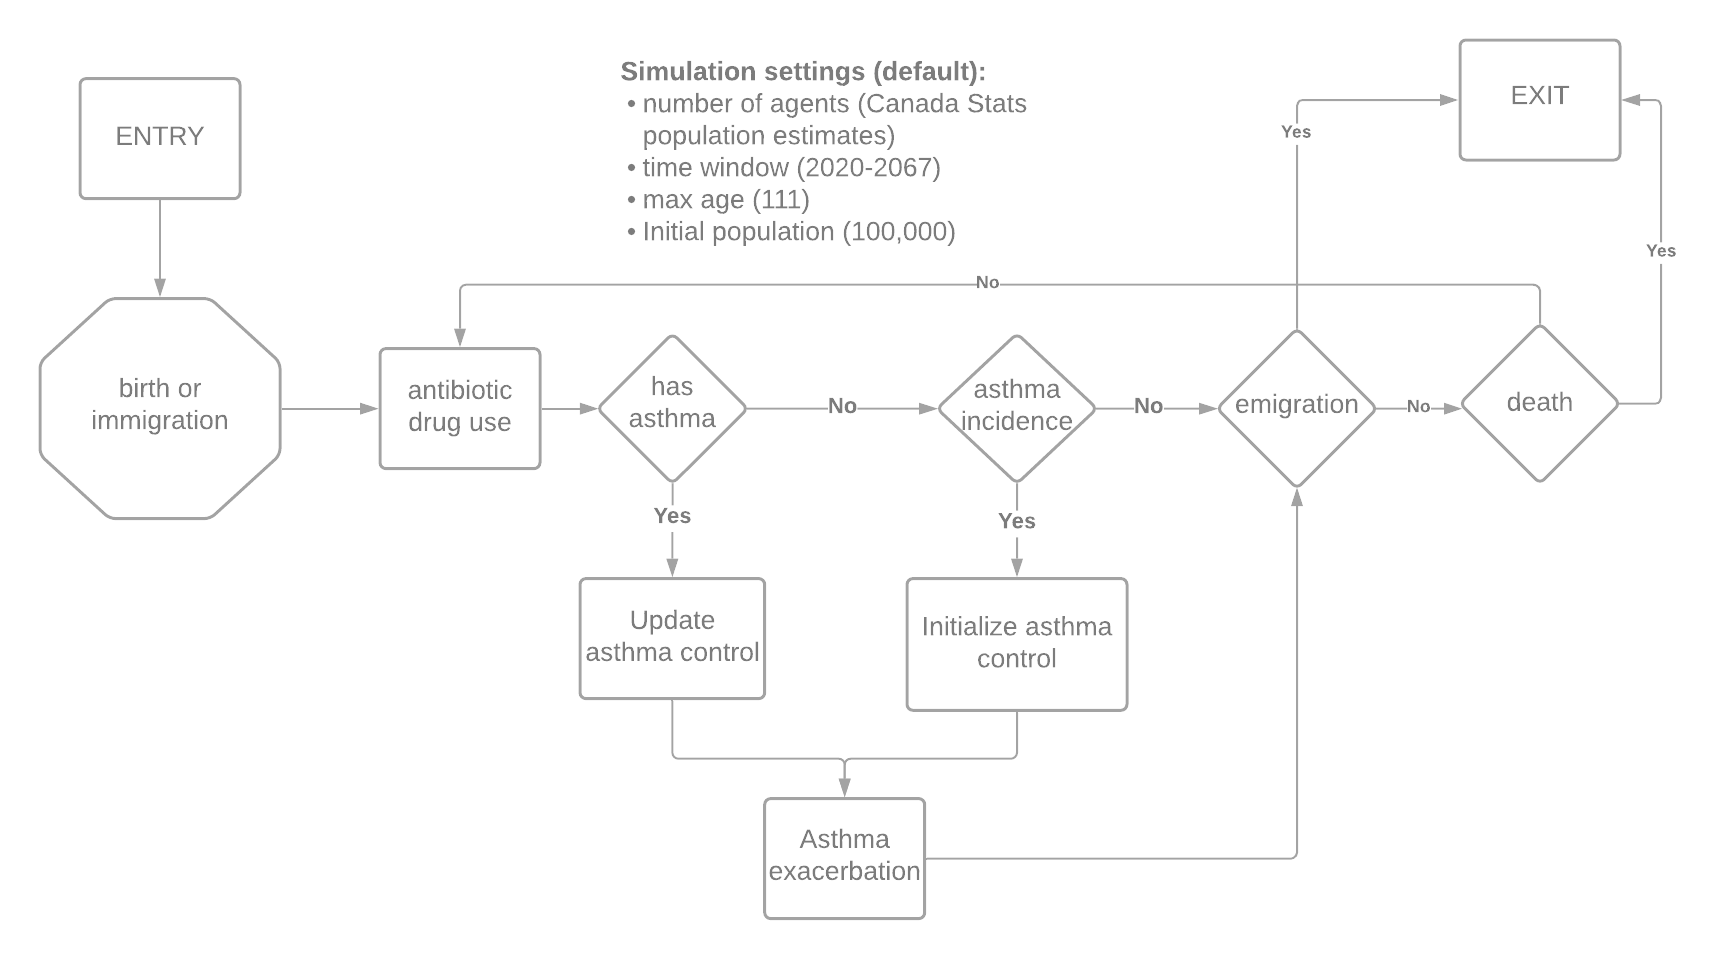 Simulation settings (default):
• number of agents (Canada Stats
population estimates)
• time window (2020-2067)
• max age (111)
• Initial population (100,000)
ENTRY
EXIT
Yes
Yes
No
birth or
immigration
antibiotic
drug use
has
asthma
No
asthma
incidence
No
emigration
No
death
Yes
Yes
Update
asthma control
Initialize asthma
control
Asthma
exacerbation